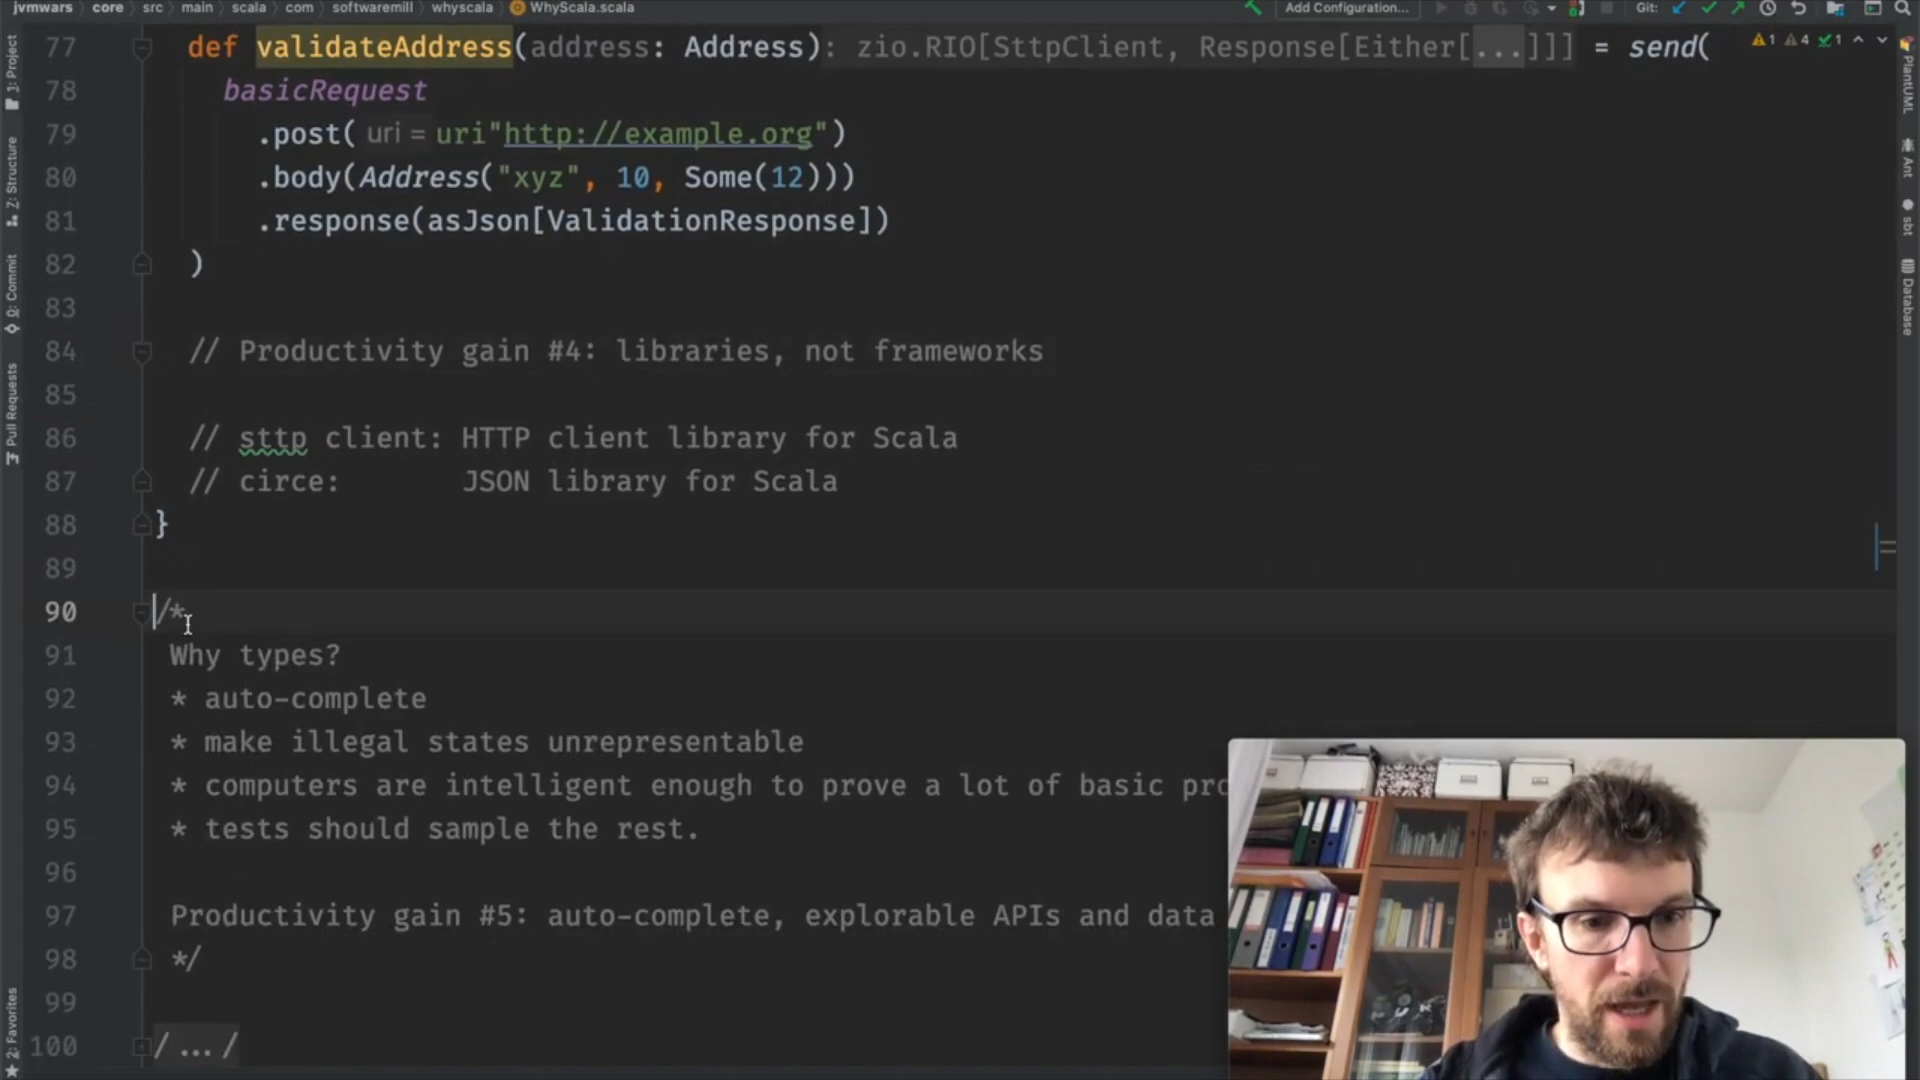 jvmwars core src main scala com softwaremill whyscala WhyScala.scala Add Configuration... Git:
77 def validateAddress(address: Address): zio.RIO[SttpClient, Response[Either[...]]] = send( 1 4 1
78 basicRequest
79 .post( uri = uri"http://example.org")
80 .body(Address("xyz", 10, Some(12)))
81 .response(asJson[ValidationResponse])
82 )
83
84 // Productivity gain #4: libraries, not frameworks
85
86 // sttp client: HTTP client library for Scala
87 // circe: JSON library for Scala
88 }
89
90 /*
91 Why types?
92 * auto-complete
93 * make illegal states unrepresentable
94 * computers are intelligent enough to prove a lot of basic pro
95 * tests should sample the rest.
96
97 Productivity gain #5: auto-complete, explorable APIs and data
98 */
99
100 / ... /
1: Project
Z: Structure
0: Commit
Pull Requests
2: Favorites
PlantUML
Ant
sbt
Database